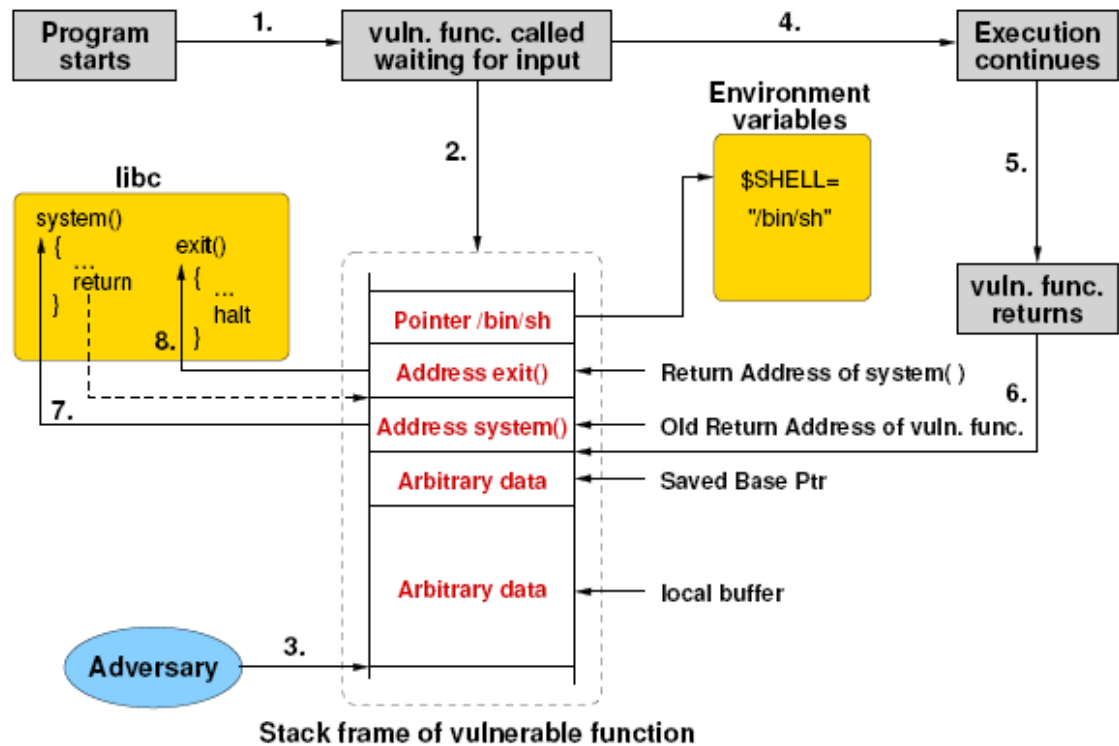 Program
starts
1.
vuln. func. called
waiting for input
4.
Execution
continues
2.
Environment
variables
$SHELL=
"/bin/sh"
5.
libc
system()
{
...
return
}
exit()
{
...
halt
}
8.
7.
vuln. func.
returns
6.
Pointer /bin/sh
Address exit()
Return Address of system( )
Address system()
Old Return Address of vuln. func.
Arbitrary data
Saved Base Ptr
Arbitrary data
local buffer
Adversary
3.
Stack frame of vulnerable function